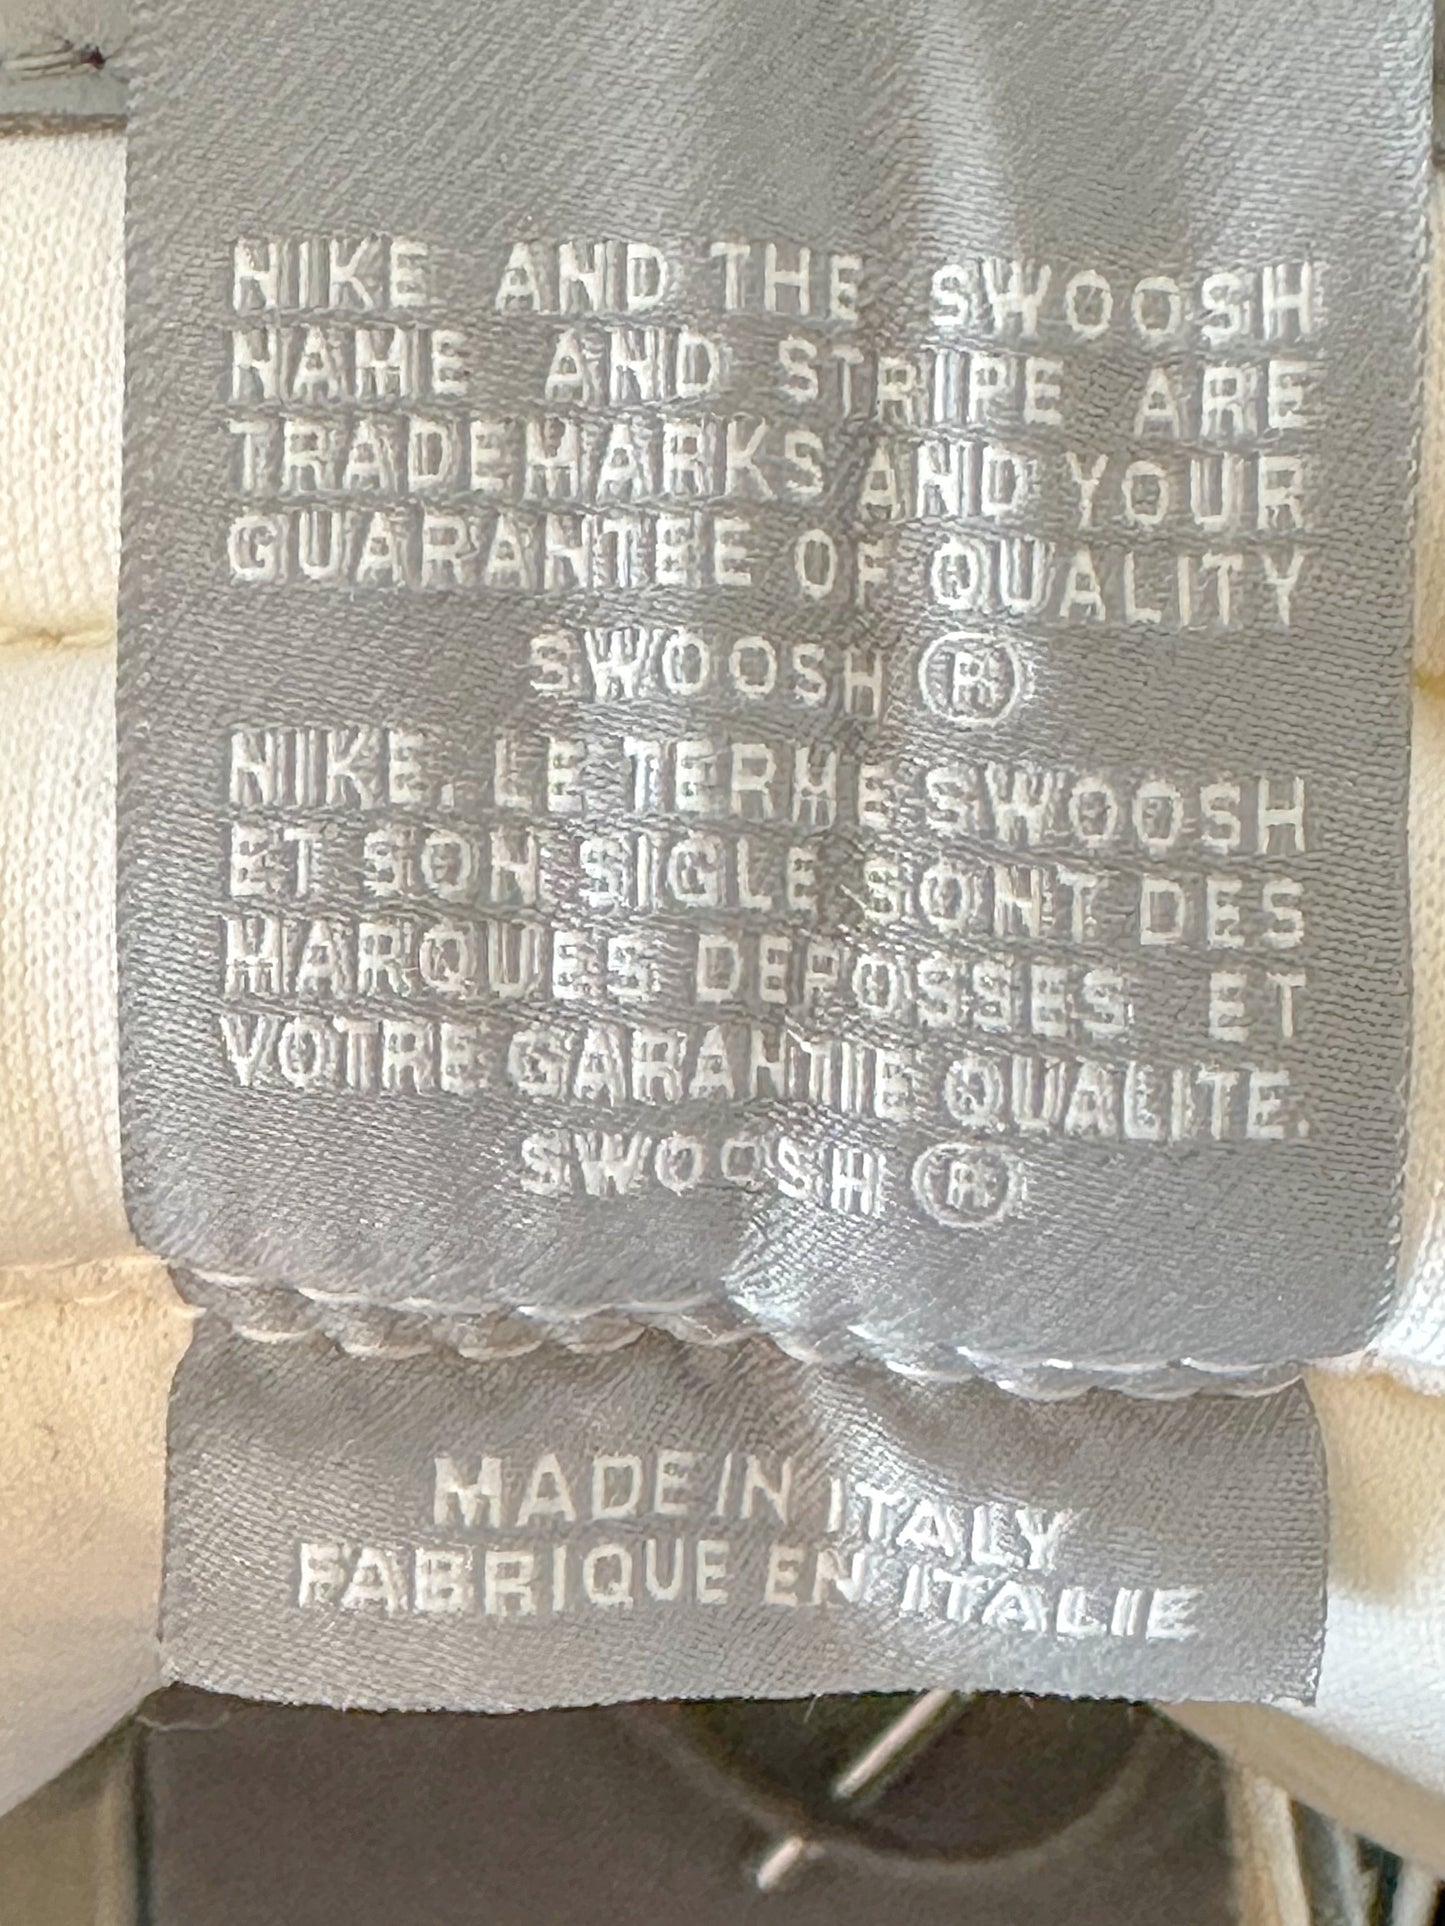 NIKE AND THE SWOOSH
NAME AND STRIPE ARE
TRADEMARKS AND YOUR
GUARANTEE OF QUALITY
SWOOSH ®
NIKE, LE TERME SWOOSH
ET SON SIGLE SONT DES
MARQUES DEPOSSES ET
VOTRE GARANTIE QUALITE.
SWOOSH ®
MADE IN ITALY
FABRIQUE EN ITALIE